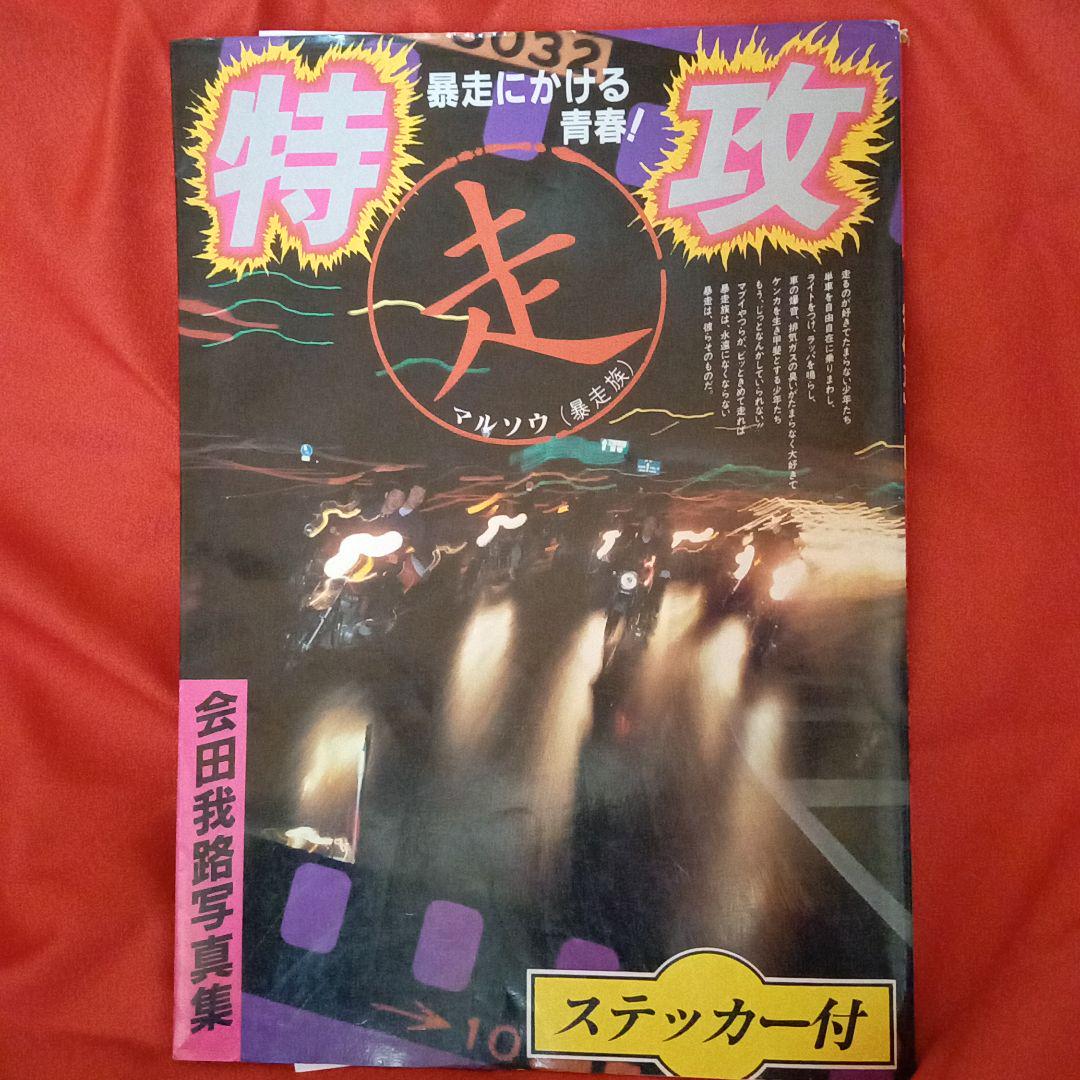 8032
特攻
暴走にかける
青春!
走
マルソウ(暴走族)
走るのが好きでたまらない少年たち
単車を自由自在に乗りまわし、
ライトをつけ、ラッパを鳴らし、
車の爆音、排気ガスの臭いがたまらなく大好きで
ケンカを生き甲斐とする少年たち
もう、じっとなんかしていられない!!
マブイやつらが、ビッときめて走れば
暴走族は、永遠になくならない
暴走は、彼らそのものだ。
会田我路写真集
→10
ステッカー付